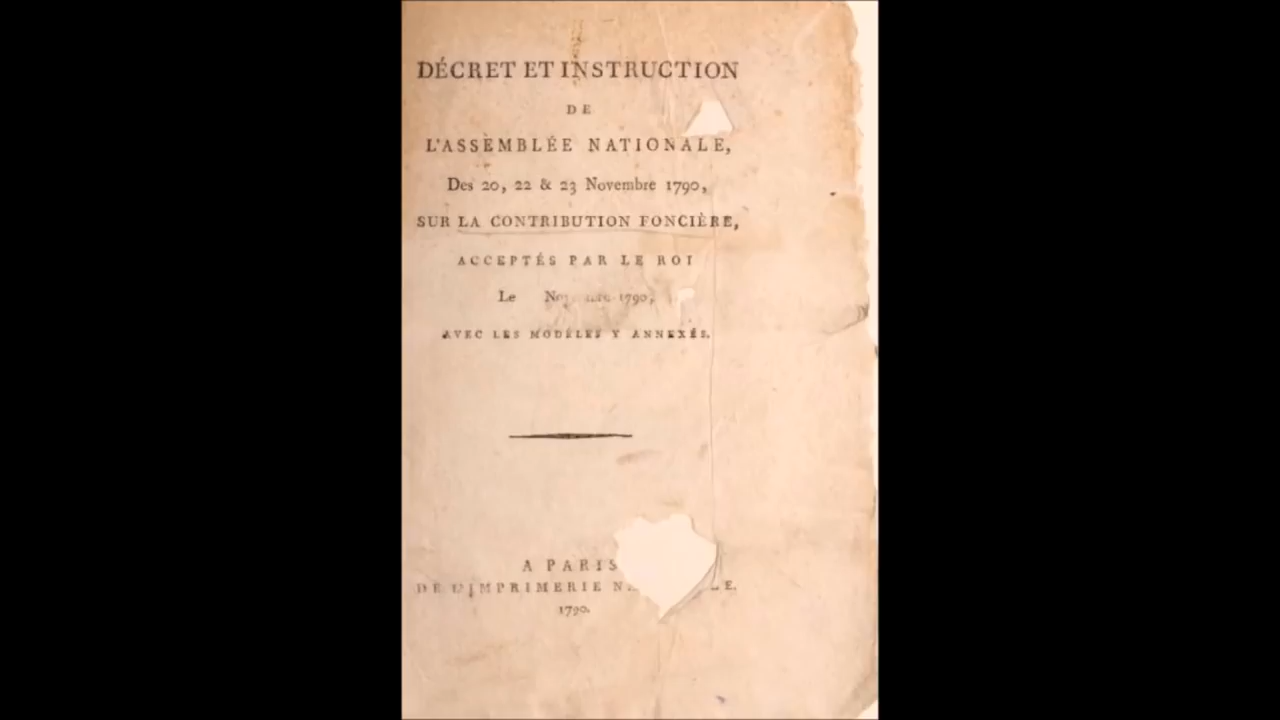 DÉCRET ET INSTRUCTION
DE
L'ASSEMBLÉE NATIONALE,
Des 20, 22 & 23 Novembre 1790,
SUR LA CONTRIBUTION FONCIÈRE,
ACCEPTÉS PAR LE ROI
Le 1790,
AVEC LES MODÈLES Y ANNEXÉS.
A PARIS
DE L'IMPRIMERIE
1790.